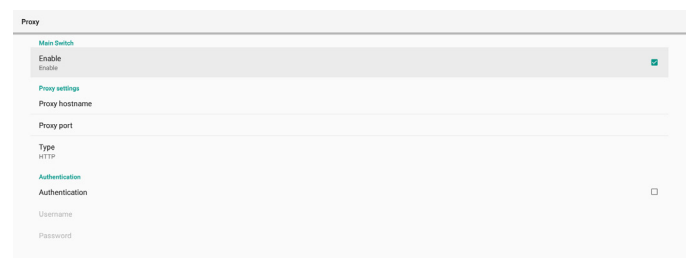 Proxy
Main Switch
Enable
Enable
Proxy settings
Proxy hostname
Proxy port
Type
HTTP
Authentication
Authentication
Username
Password